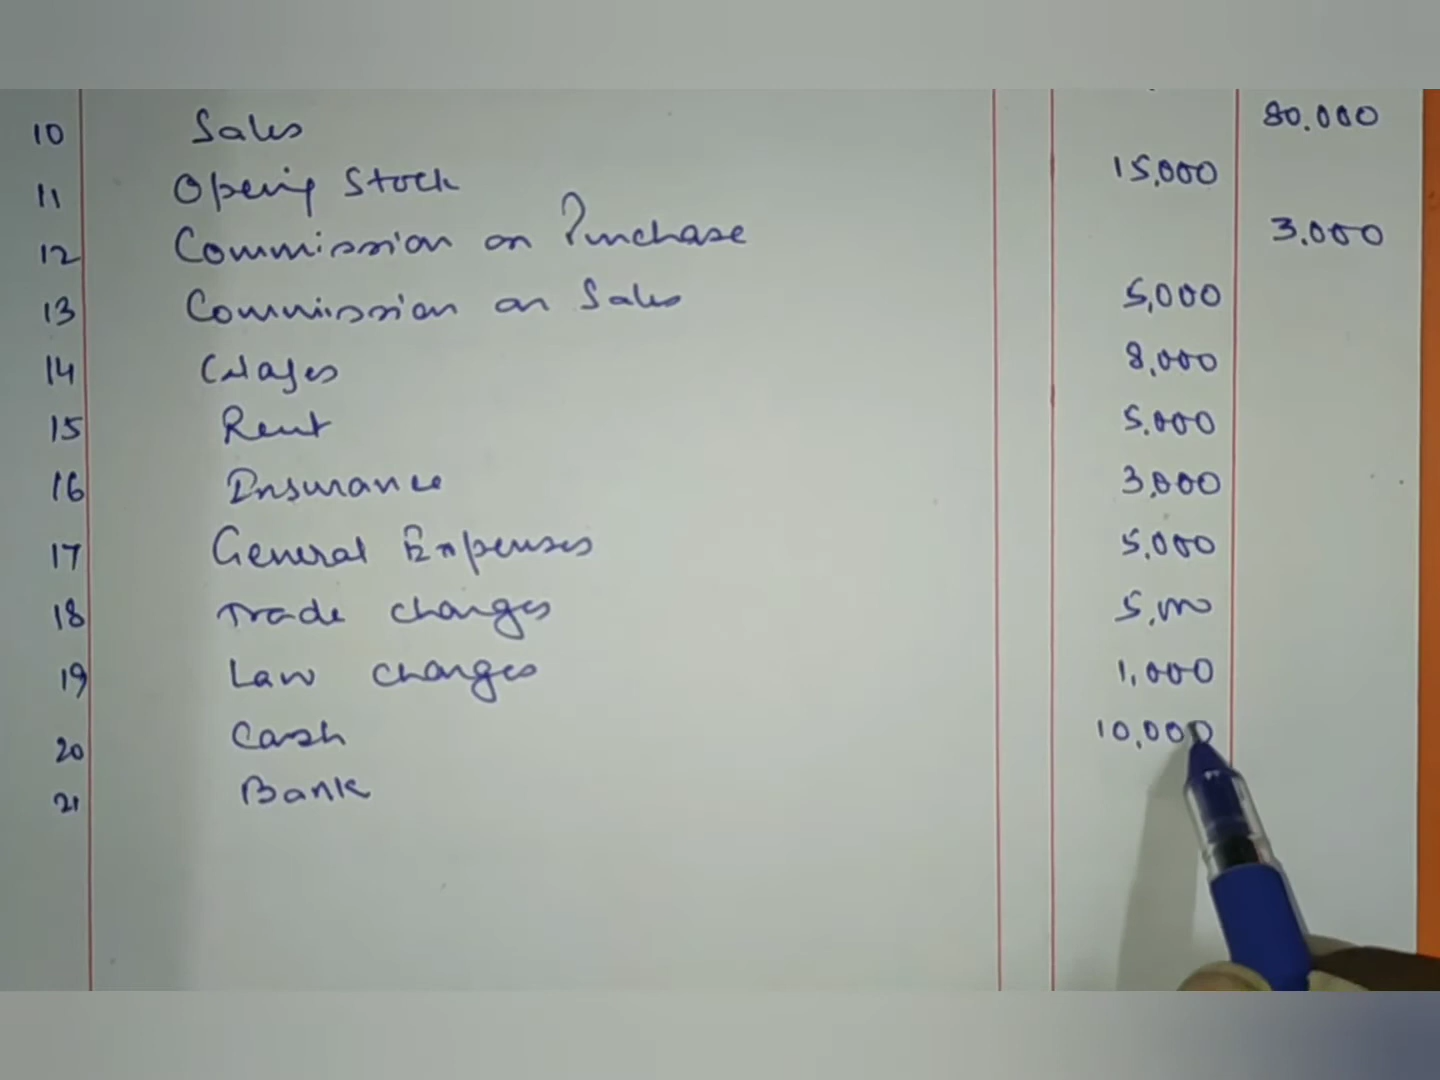 10 Sales 80.000
11 Opening Stock 15,000
12 Commission on Purchase 3.000
13 Commission on Sales 5,000
14 Wages 8,000
15 Rent 5.000
16 Insurance 3,000
17 General Expenses 5,000
18 Trade charges 5,000
19 Law charges 1,000
20 Cash 10,000
21 Bank